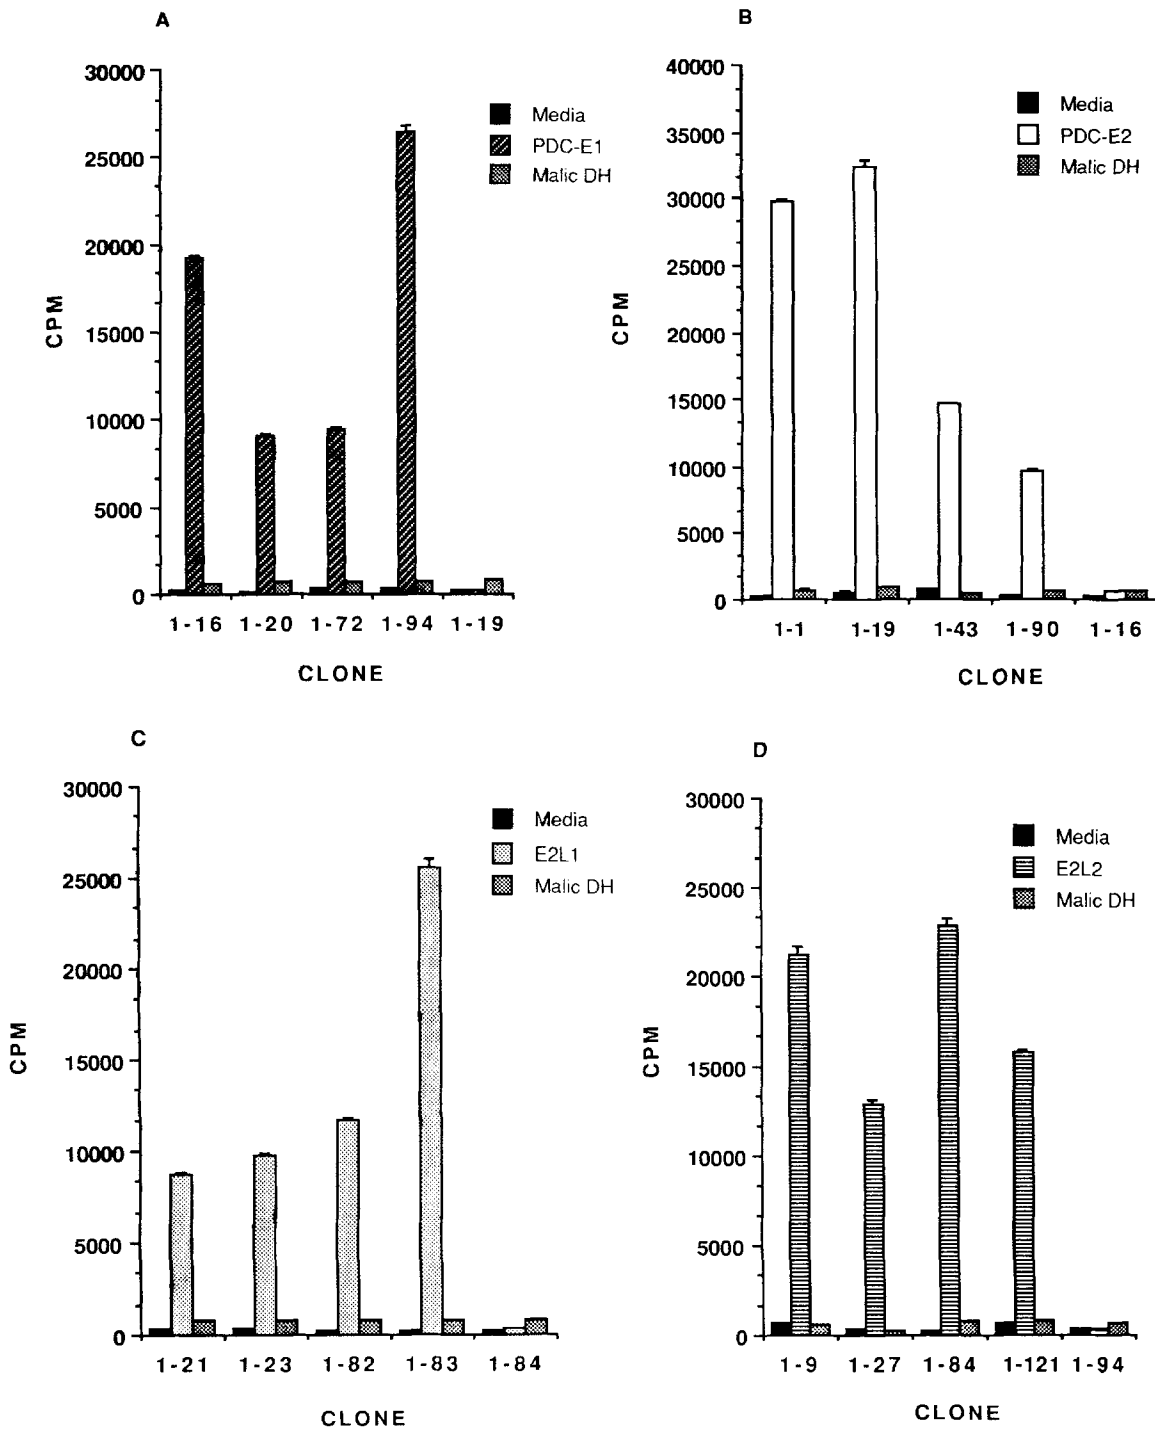 A
30000
25000
20000
15000
10000
5000
0
CPM
Media
PDC-E1
Malic DH
1-16 1-20 1-72 1-94 1-19
CLONE
B
40000
35000
30000
25000
20000
15000
10000
5000
0
CPM
Media
PDC-E2
Malic DH
1-1 1-19 1-43 1-90 1-16
CLONE
C
30000
25000
20000
15000
10000
5000
0
CPM
Media
E2L1
Malic DH
1-21 1-23 1-82 1-83 1-84
CLONE
D
30000
25000
20000
15000
10000
5000
0
CPM
Media
E2L2
Malic DH
1-9 1-27 1-84 1-121 1-94
CLONE